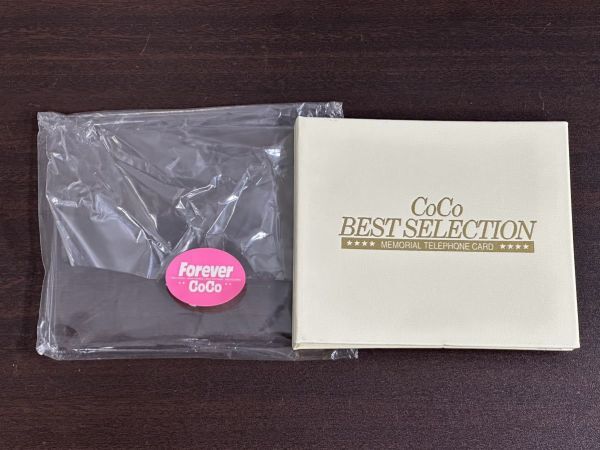 Forever
CoCo
CoCo
BEST SELECTION
★★★★ MEMORIAL TELEPHONE CARD ★★★★